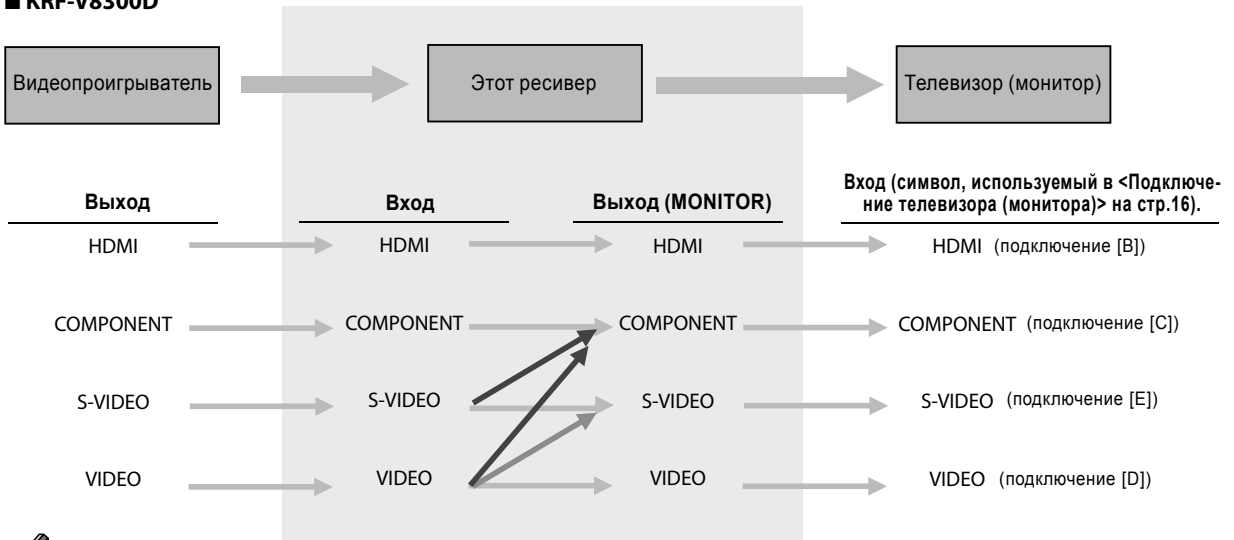 ■ KRF-V8300D
Видеопроигрыватель
Этот ресивер
Телевизор (монитор)
Выход
Вход
Выход (MONITOR)
Вход (символ, используемый в <Подключе-
ние телевизора (монитора)> на стр.16).
HDMI HDMI HDMI HDMI (подключение [B])
COMPONENT COMPONENT COMPONENT COMPONENT (подключение [C])
S-VIDEO S-VIDEO S-VIDEO S-VIDEO (подключение [E])
VIDEO VIDEO VIDEO VIDEO (подключение [D])